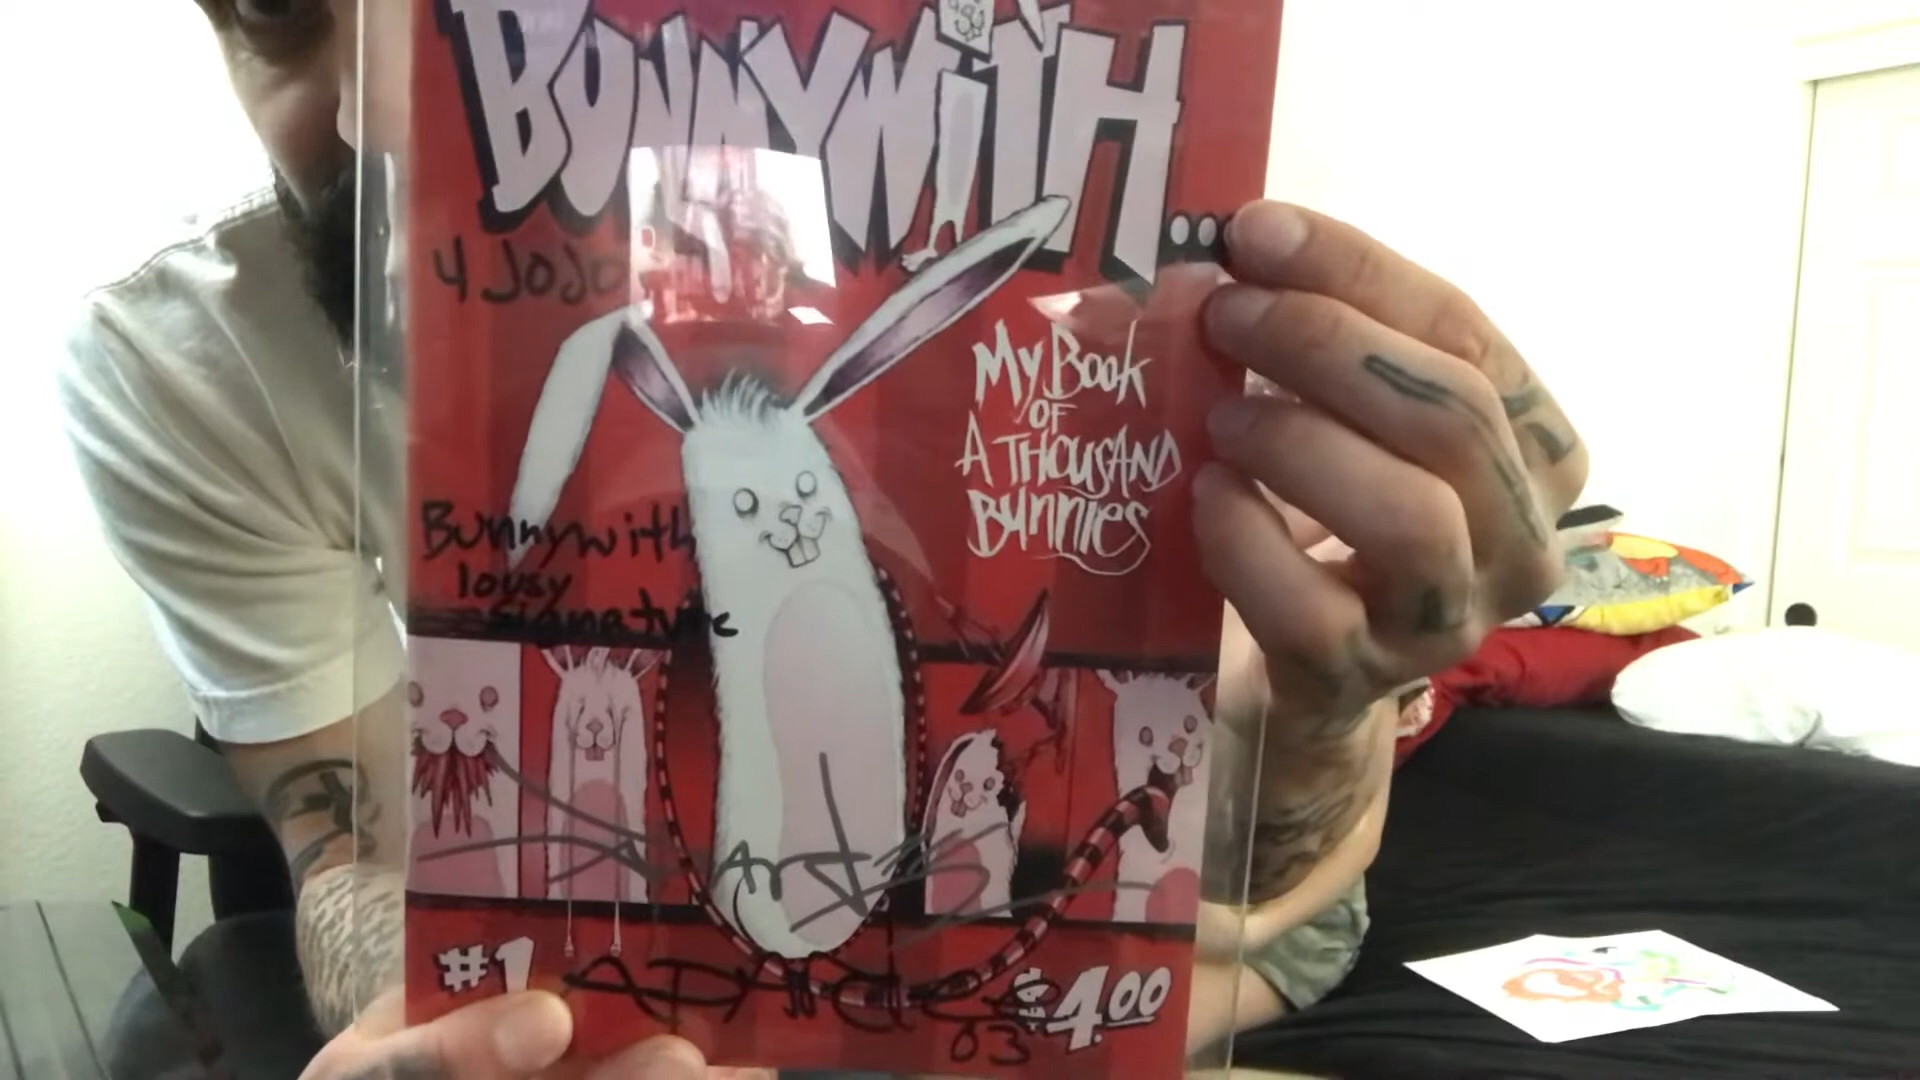 BUNNYWITH...
4 JoJo
My Book
OF
A THOUSAND
BUNNIES
Bunnywith
lousy
Signature
#1
$4.00
03